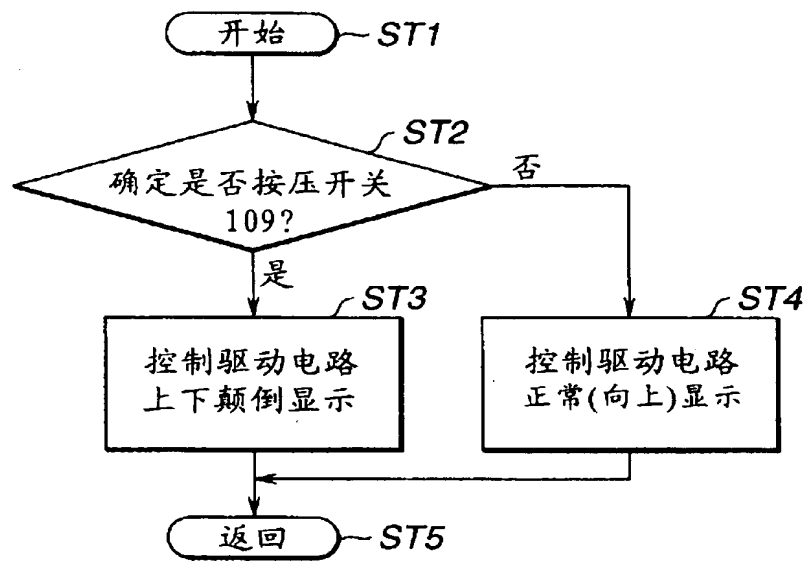 开始 ST1
ST2
确定是否按压开关
109?
否
是
ST3
控制驱动电路
上下颠倒显示
ST4
控制驱动电路
正常(向上)显示
返回 ST5